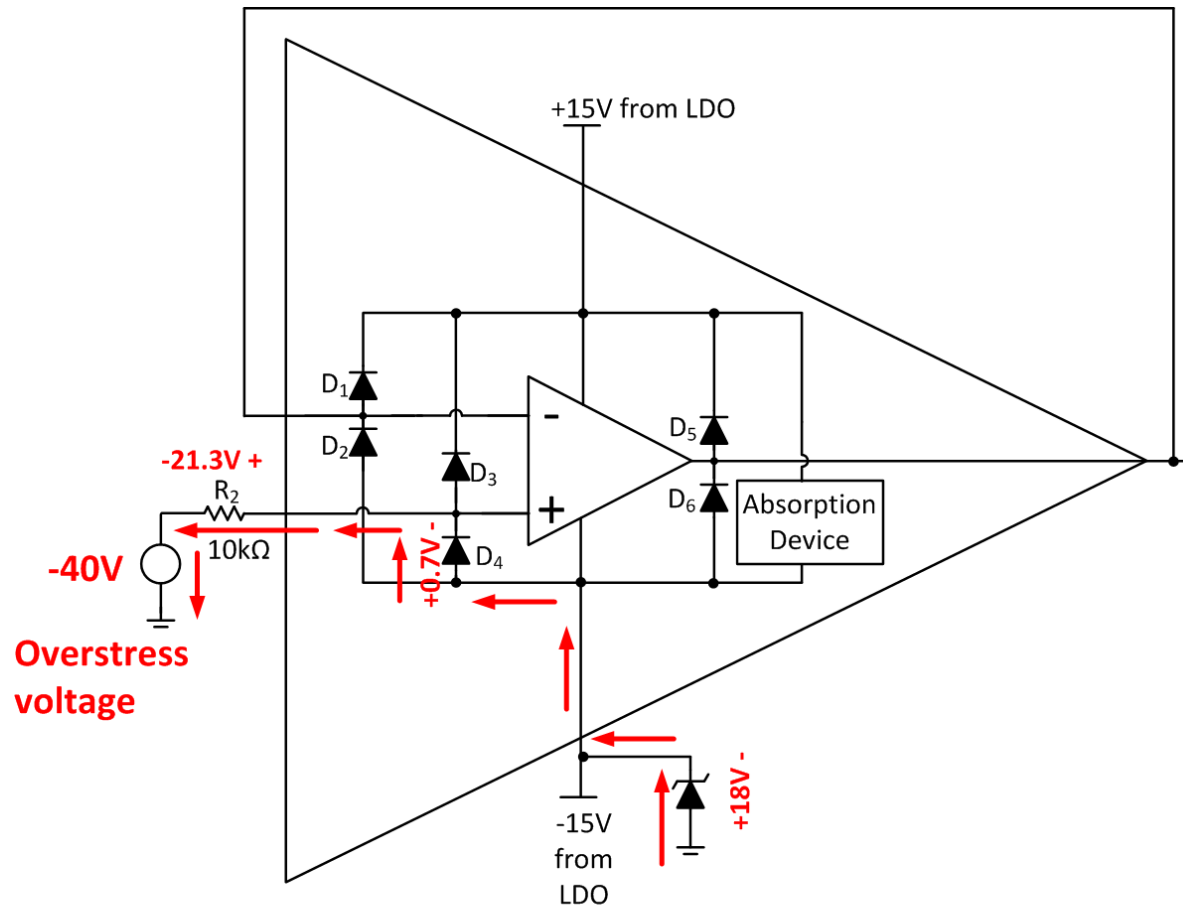 +15V from LDO
D1
-
D5
D2
-21.3V +
D3
R2
+
D6
Absorption
Device
10kΩ
D4
+0.7V -
-40V
Overstress
voltage
+18V -
-15V
from
LDO